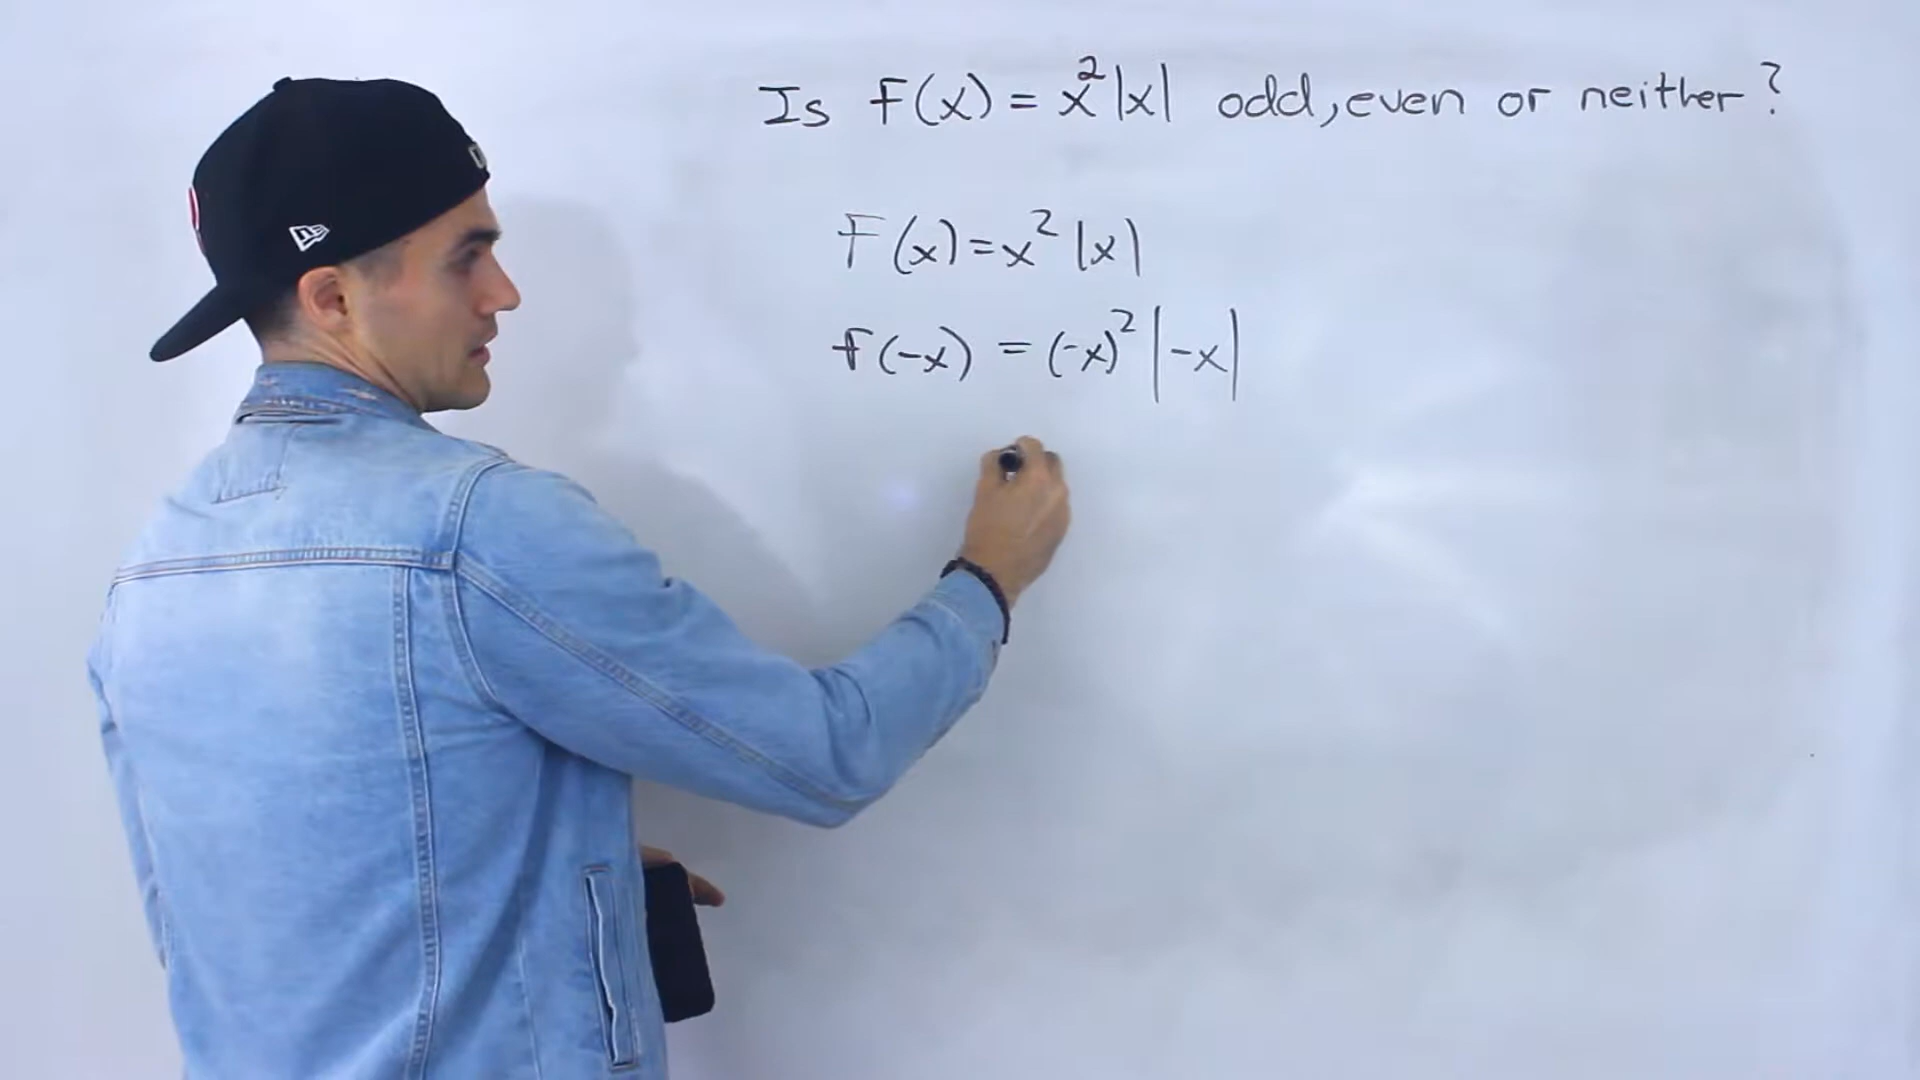 Is F(x) = x²|x| odd, even or neither?
F(x) = x² |x|
f(-x) = (-x)² |-x|